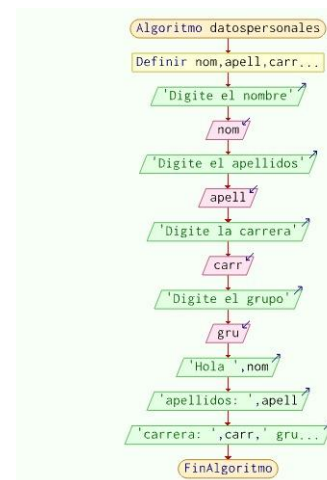 Algoritmo datospersonales
Definir nom,apell,carr...
'Digite el nombre'
nom
'Digite el apellidos'
apell
'Digite la carrera'
carr
'Digite el grupo'
gru
'Hola ',nom
'apellidos: ',apell
'carrera: ',carr,' gru...
FinAlgoritmo